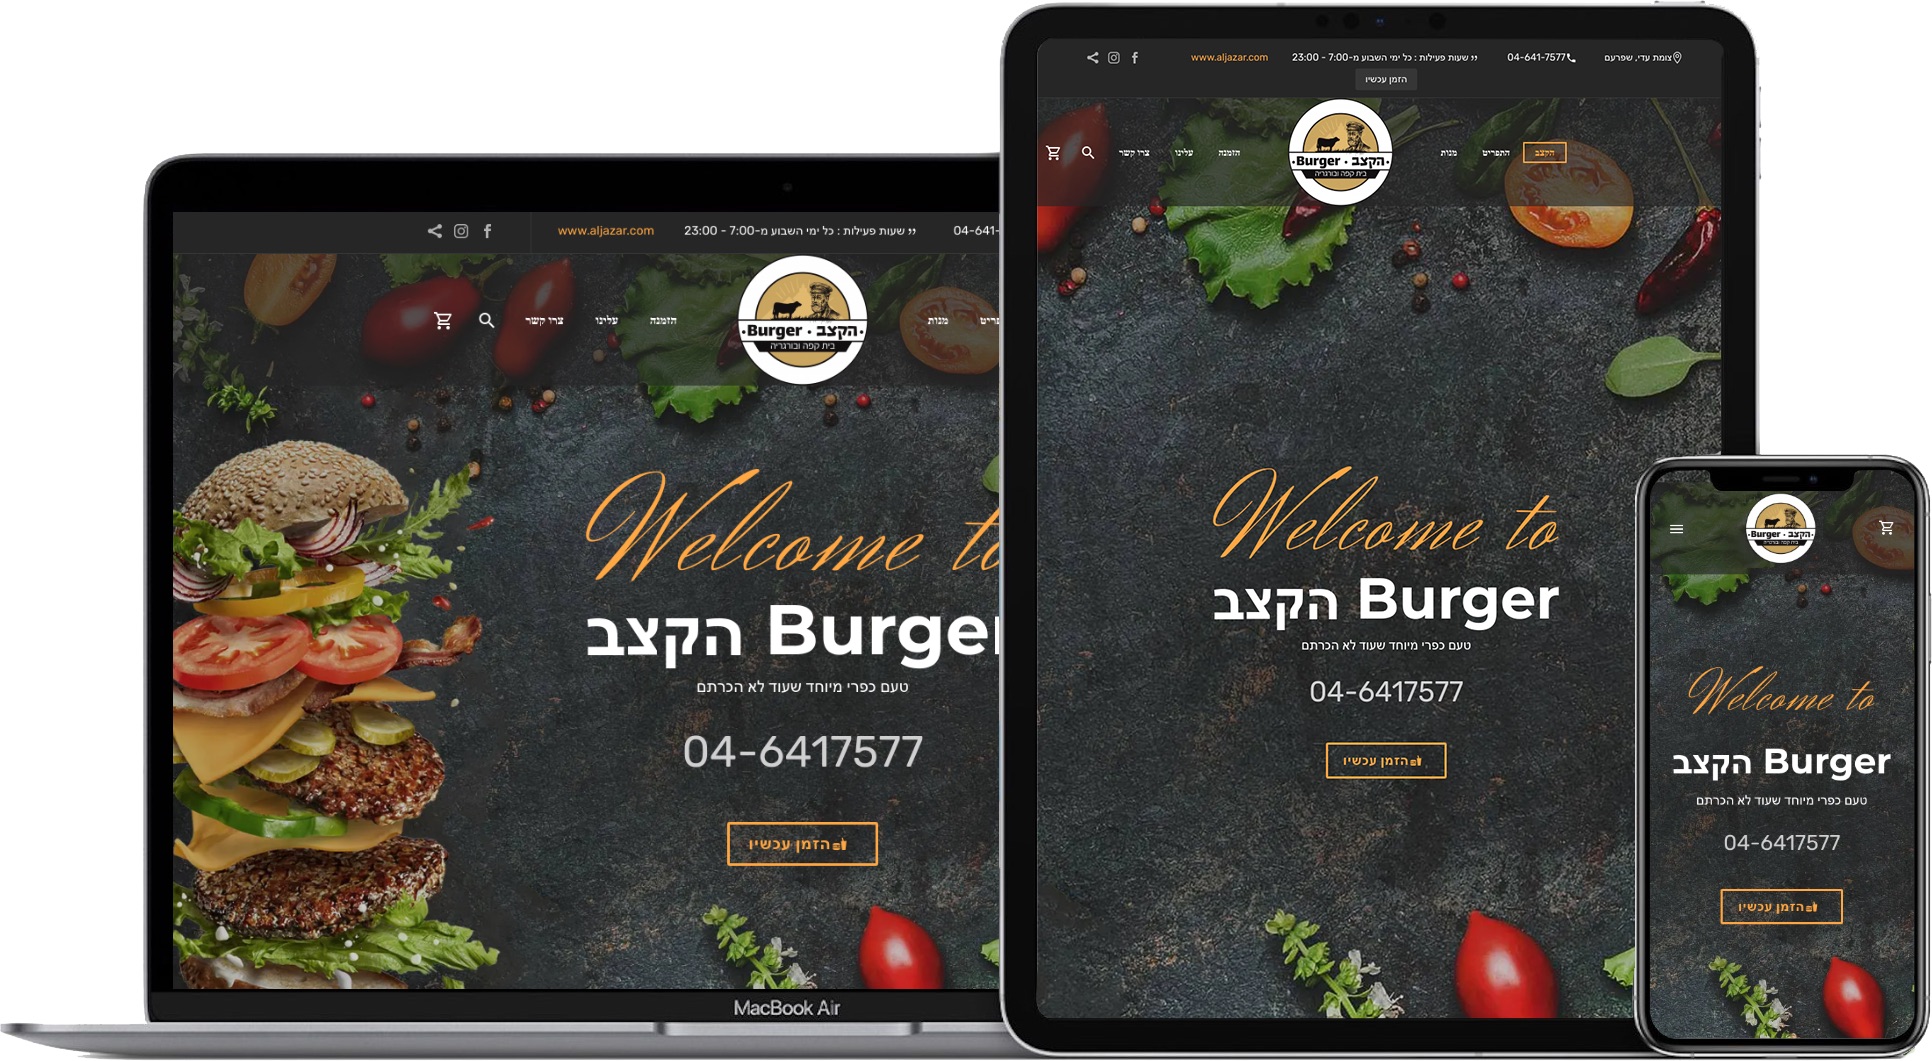 www.aljazar.com
״ שעות פעילות : כל ימי השבוע מ-7:00 - 23:00
04-641-
צרו קשר
עלינו
הזמנה
הקצב · Burger
בית קפה ובורגריה
מנות
Welcome to
הקצב Burger
טעם כפרי מיוחד שעוד לא הכרתם
04-6417577
הזמן עכשיו
MacBook Air
www.aljazar.com
״ שעות פעילות : כל ימי השבוע מ-7:00 - 23:00
04-641-7577
צומת עדי, שפרעם
הזמן עכשיו
צרו קשר
עלינו
הזמנה
הקצב · Burger
בית קפה ובורגריה
מנות
התפריט
הקצב
Welcome to
הקצב Burger
טעם כפרי מיוחד שעוד לא הכרתם
04-6417577
הזמן עכשיו
הקצב · Burger
בית קפה ובורגריה
Welcome to
הקצב Burger
טעם כפרי מיוחד שעוד לא הכרתם
04-6417577
הזמן עכשיו